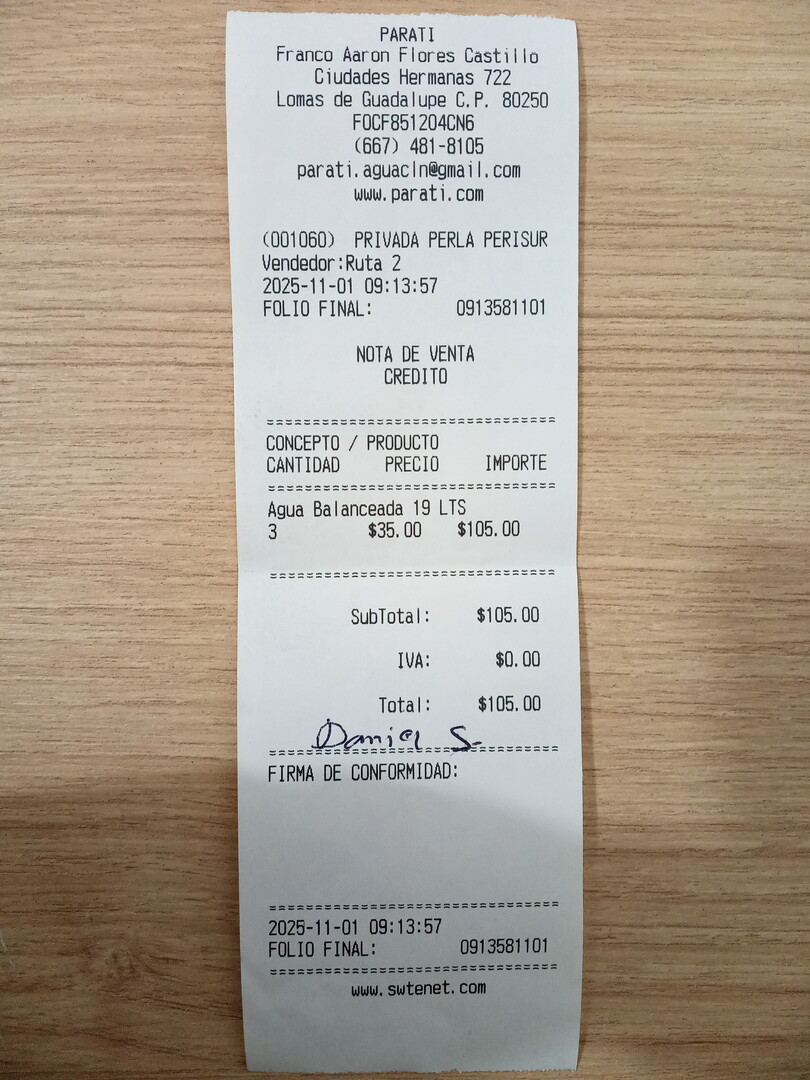 PARATI
Franco Aaron Flores Castillo
Ciudades Hermanas 722
Lomas de Guadalupe C.P. 80250
FOCF851204CN6
(667) 481-8105
parati.aguacln@gmail.com
www.parati.com
(001060) PRIVADA PERLA PERISUR
Vendedor:Ruta 2
2025-11-01 09:13:57
FOLIO FINAL: 0913581101
NOTA DE VENTA
CREDITO
==============================
CONCEPTO / PRODUCTO
CANTIDAD PRECIO IMPORTE
==============================
Agua Balanceada 19 LTS
3 $35.00 $105.00
==============================
SubTotal: $105.00
IVA: $0.00
Total: $105.00
Daniel S.
==============================
FIRMA DE CONFORMIDAD:
==============================
2025-11-01 09:13:57
FOLIO FINAL: 0913581101
==============================
www.swtenet.com